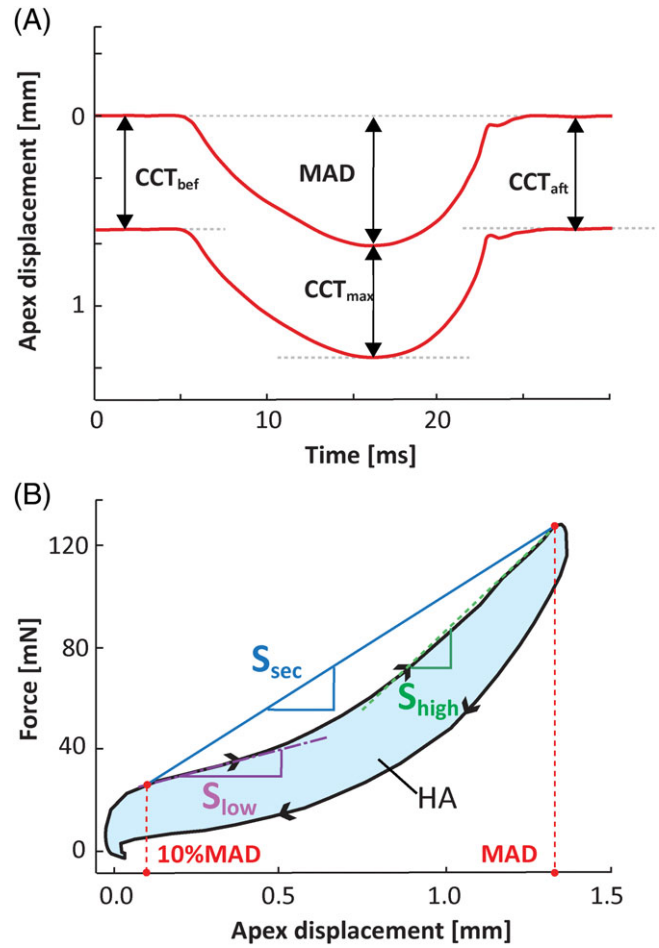 (A)
Apex displacement [mm]
0
1
CCTbef
MAD
CCTaft
CCTmax
0
10
20
Time [ms]
(B)
Force [mN]
120
80
40
0
Ssec
Shigh
Slow
HA
10%MAD
MAD
0.0
0.5
1.0
1.5
Apex displacement [mm]